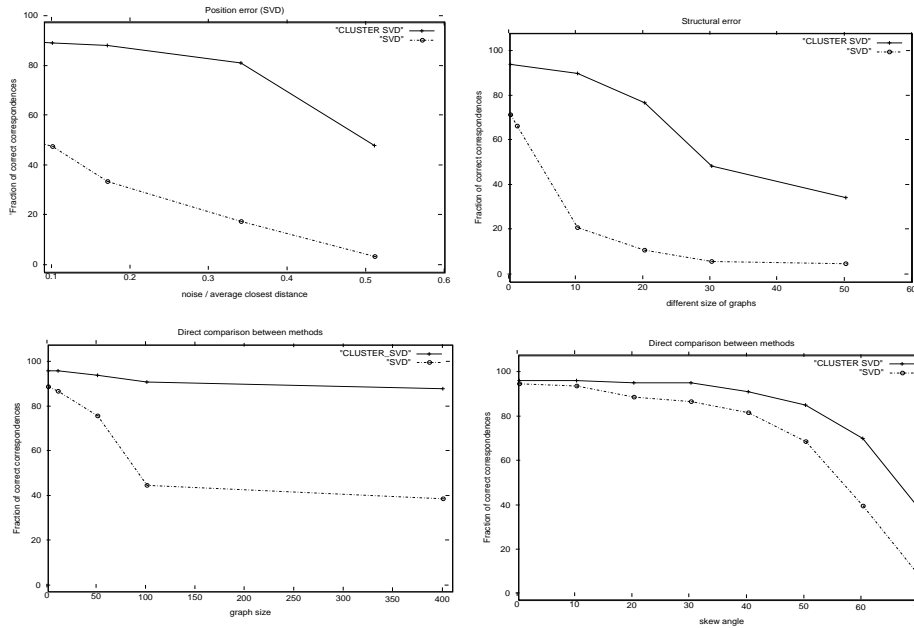 Position error (SVD)
"CLUSTER SVD"
"SVD"
100
80
60
40
20
0
"Fraction of correct correspondences
0.1
0.2
0.3
0.4
0.5
0.6
noise / average closest distance
Structural error
"CLUSTER SVD"
"SVD"
100
80
60
40
20
0
Fraction of correct correspondences
0
10
20
30
40
50
60
different size of graphs
Direct comparison between methods
"CLUSTER_SVD"
"SVD"
100
80
60
40
20
0
Fraction of correct correspondences
0
50
100
150
200
250
300
350
400
graph size
Direct comparison between methods
"CLUSTER SVD"
"SVD"
100
80
60
40
20
0
Fraction of correct correspondences
0
10
20
30
40
50
60
70
skew angle